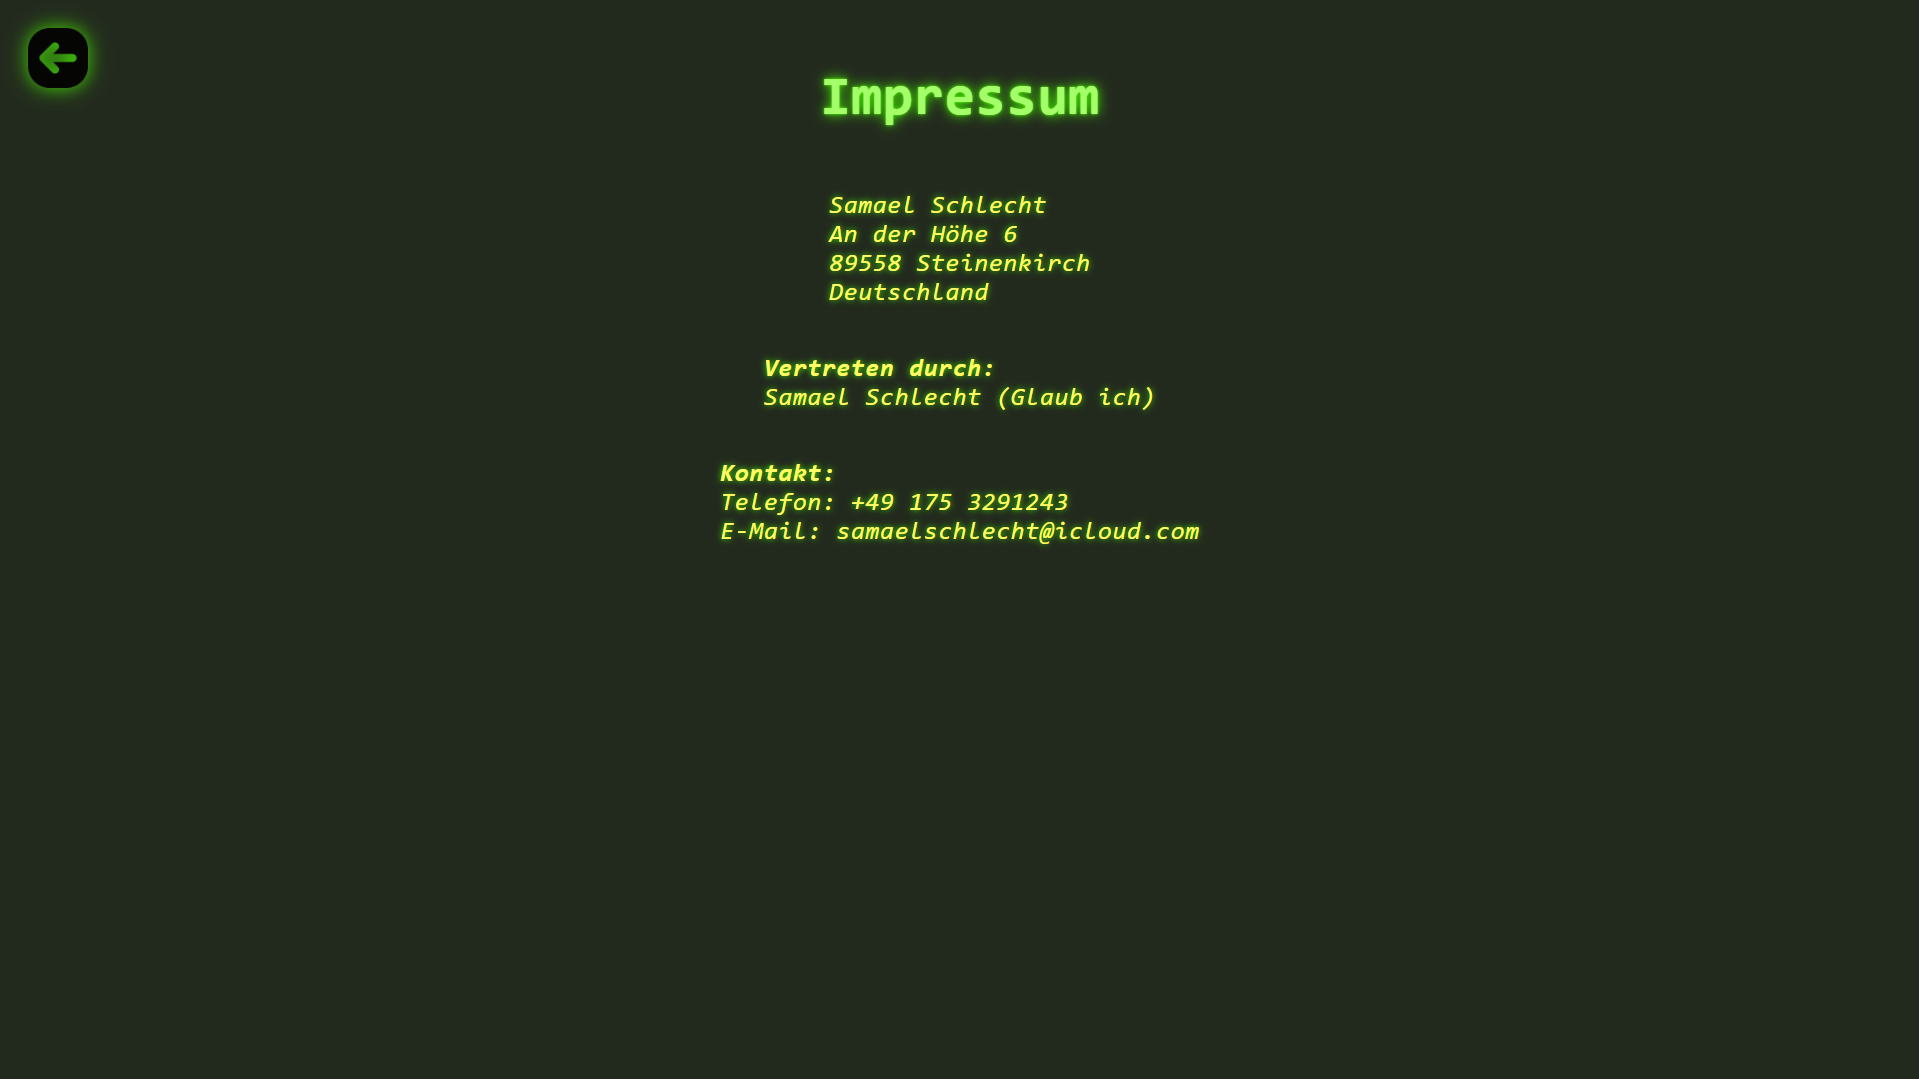 Impressum
Samael Schlecht
An der Höhe 6
89558 Steinenkirch
Deutschland
Vertreten durch:
Samael Schlecht (Glaub ich)
Kontakt:
Telefon: +49 175 3291243
E-Mail: samaelschlecht@icloud.com